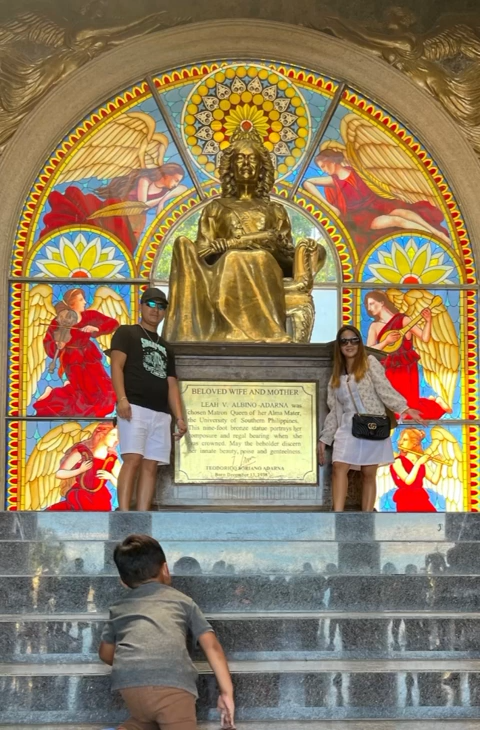 BELOVED WIFE AND MOTHER
LEAH V. ALBINO-ADARNA was
chosen Matron Queen of her Alma Mater,
the University of Southern Philippines.
This nine-foot bronze statue portrays her
composure and regal bearing when she
was crowned. May the beholder discern
her innate beauty, poise and gentleness.
TEODORICO SORIANO ADARNA